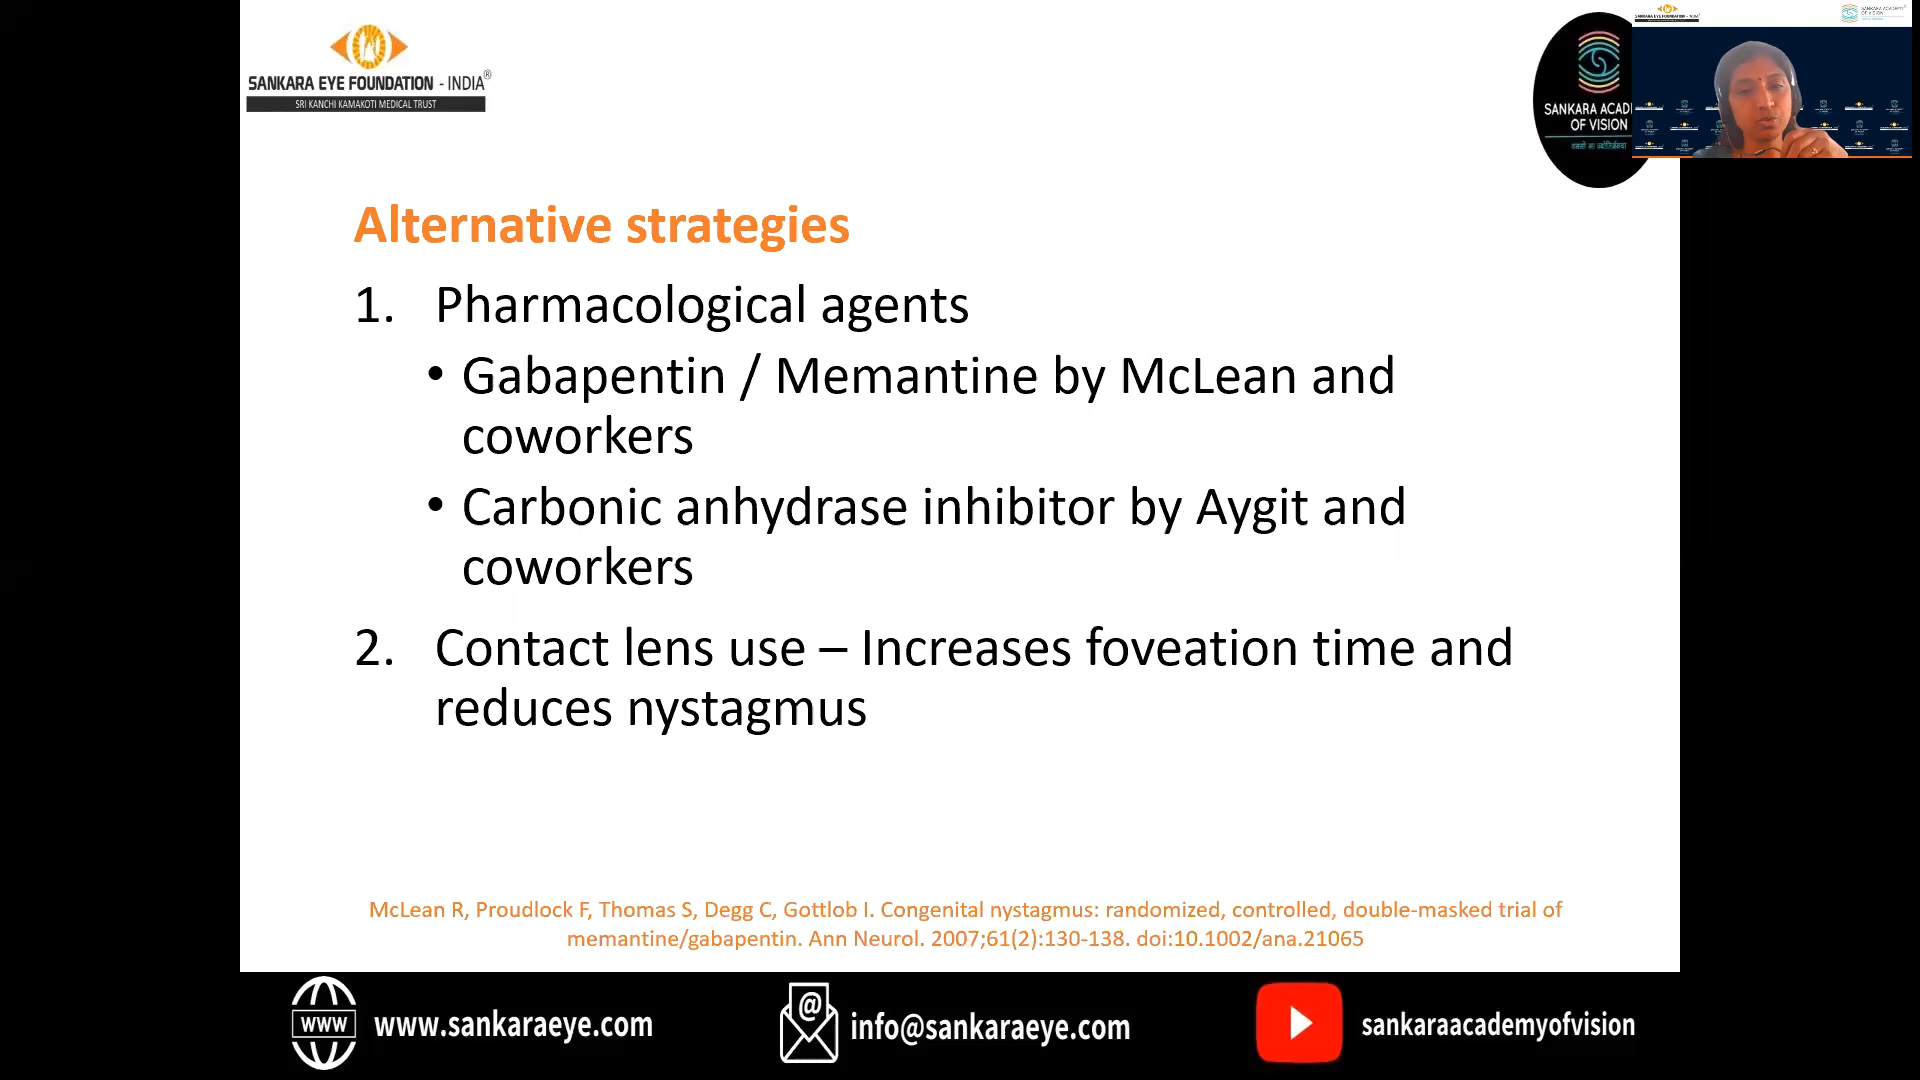 SANKARA EYE FOUNDATION - INDIA®
SRI KANCHI KAMAKOTI MEDICAL TRUST
SANKARA ACAD
OF VISION
Alternative strategies
1. Pharmacological agents
• Gabapentin / Memantine by McLean and
coworkers
• Carbonic anhydrase inhibitor by Aygit and
coworkers
2. Contact lens use – Increases foveation time and
reduces nystagmus
McLean R, Proudlock F, Thomas S, Degg C, Gottlob I. Congenital nystagmus: randomized, controlled, double-masked trial of
memantine/gabapentin. Ann Neurol. 2007;61(2):130-138. doi:10.1002/ana.21065
www www.sankaraeye.com
@ info@sankaraeye.com
sankaraacademyofvision